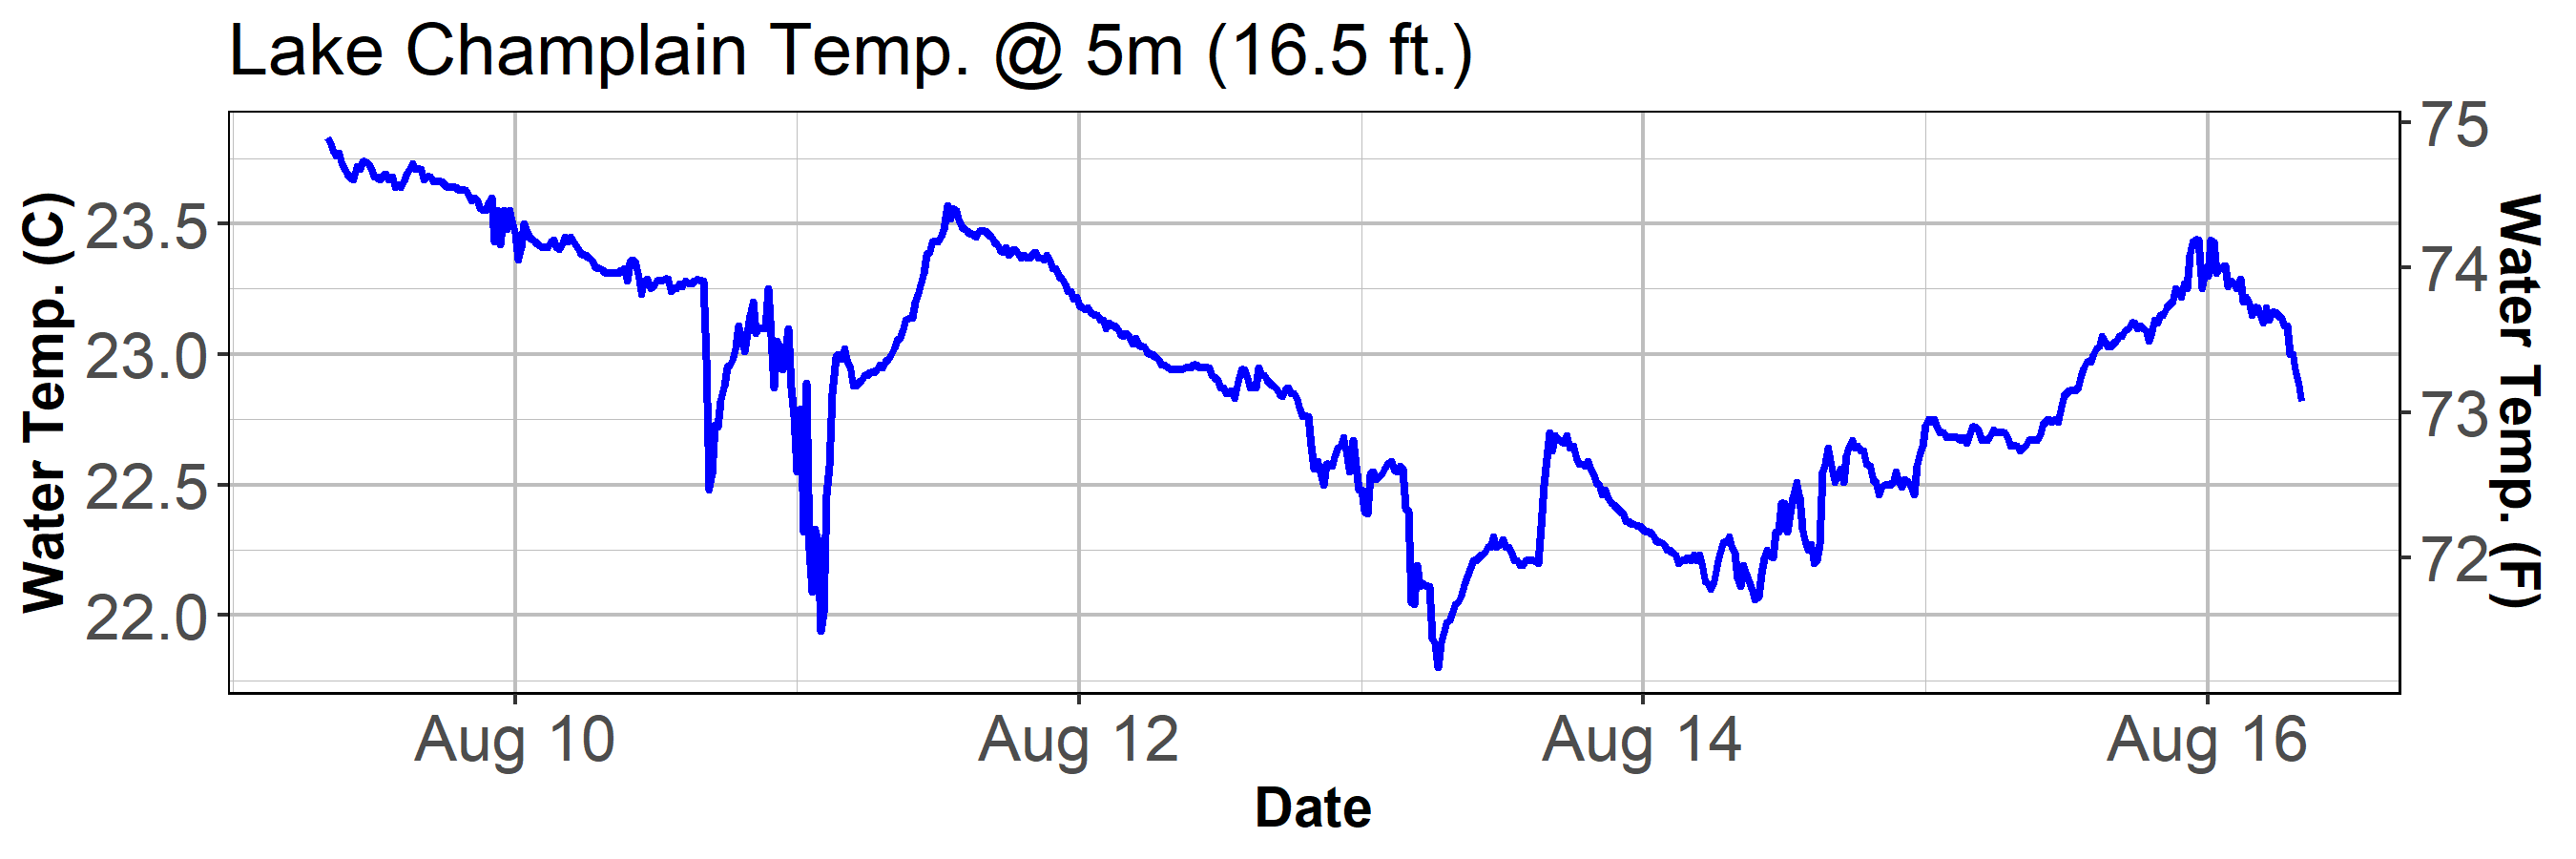 Lake Champlain Temp. @ 5m (16.5 ft.)
Water Temp. (C)
23.5
23.0
22.5
22.0
75
74
73
72
Water Temp. (F)
Aug 10 Aug 12 Aug 14 Aug 16
Date